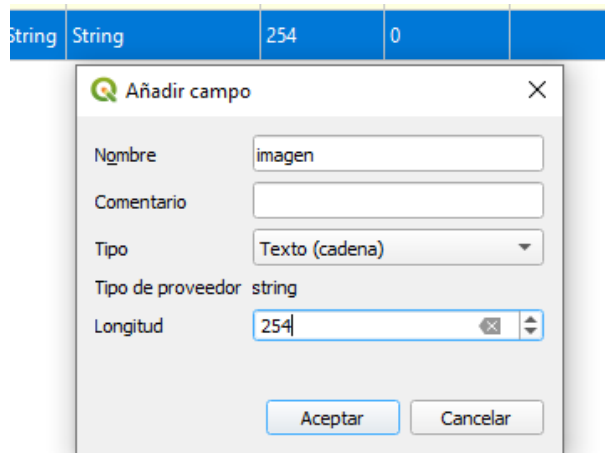 String String 254 0
Añadir campo
Nombre imagen
Comentario
Tipo Texto (cadena)
Tipo de proveedor string
Longitud 254
Aceptar Cancelar